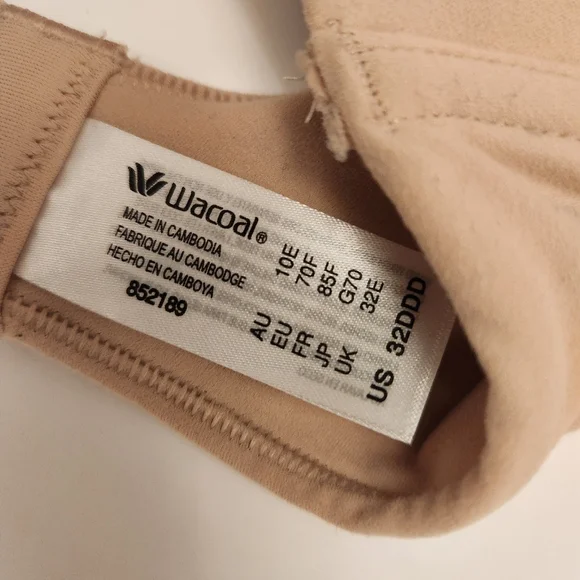 Wacoal®
MADE IN CAMBODIA
FABRIQUE AU CAMBODGE
HECHO EN CAMBOYA
852189
AU 10E
EU 70F
FR 85F
JP G70
UK 32E
US 32DDD